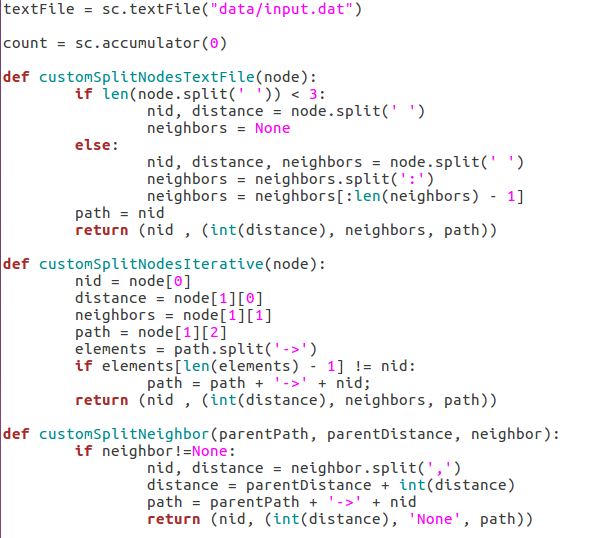 textFile = sc.textFile("data/input.dat")
count = sc.accumulator(0)
def customSplitNodesTextFile(node):
        if len(node.split(' ')) < 3:
                nid, distance = node.split(' ')
                neighbors = None
        else:
                nid, distance, neighbors = node.split(' ')
                neighbors = neighbors.split(':')
                neighbors = neighbors[:len(neighbors) - 1]
        path = nid
        return (nid , (int(distance), neighbors, path))
def customSplitNodesIterative(node):
        nid = node[0]
        distance = node[1][0]
        neighbors = node[1][1]
        path = node[1][2]
        elements = path.split('->')
        if elements[len(elements) - 1] != nid:
                path = path + '->' + nid;
        return (nid , (int(distance), neighbors, path))
def customSplitNeighbor(parentPath, parentDistance, neighbor):
        if neighbor!=None:
                nid, distance = neighbor.split(',')
                distance = parentDistance + int(distance)
                path = parentPath + '->' + nid
                return (nid, (int(distance), 'None', path))